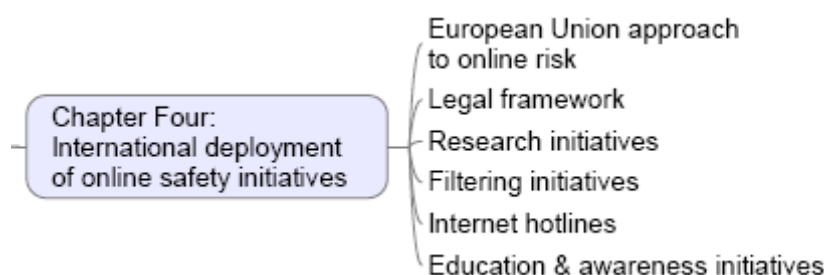 Chapter Four:
International deployment
of online safety initiatives
European Union approach
to online risk
Legal framework
Research initiatives
Filtering initiatives
Internet hotlines
Education & awareness initiatives